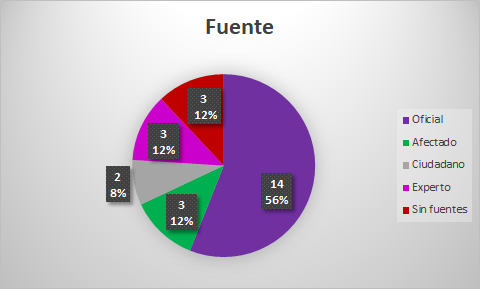 Fuente
3
12%
3
12%
2
8%
3
12%
14
56%
Oficial
Afectado
Ciudadano
Experto
Sin fuentes